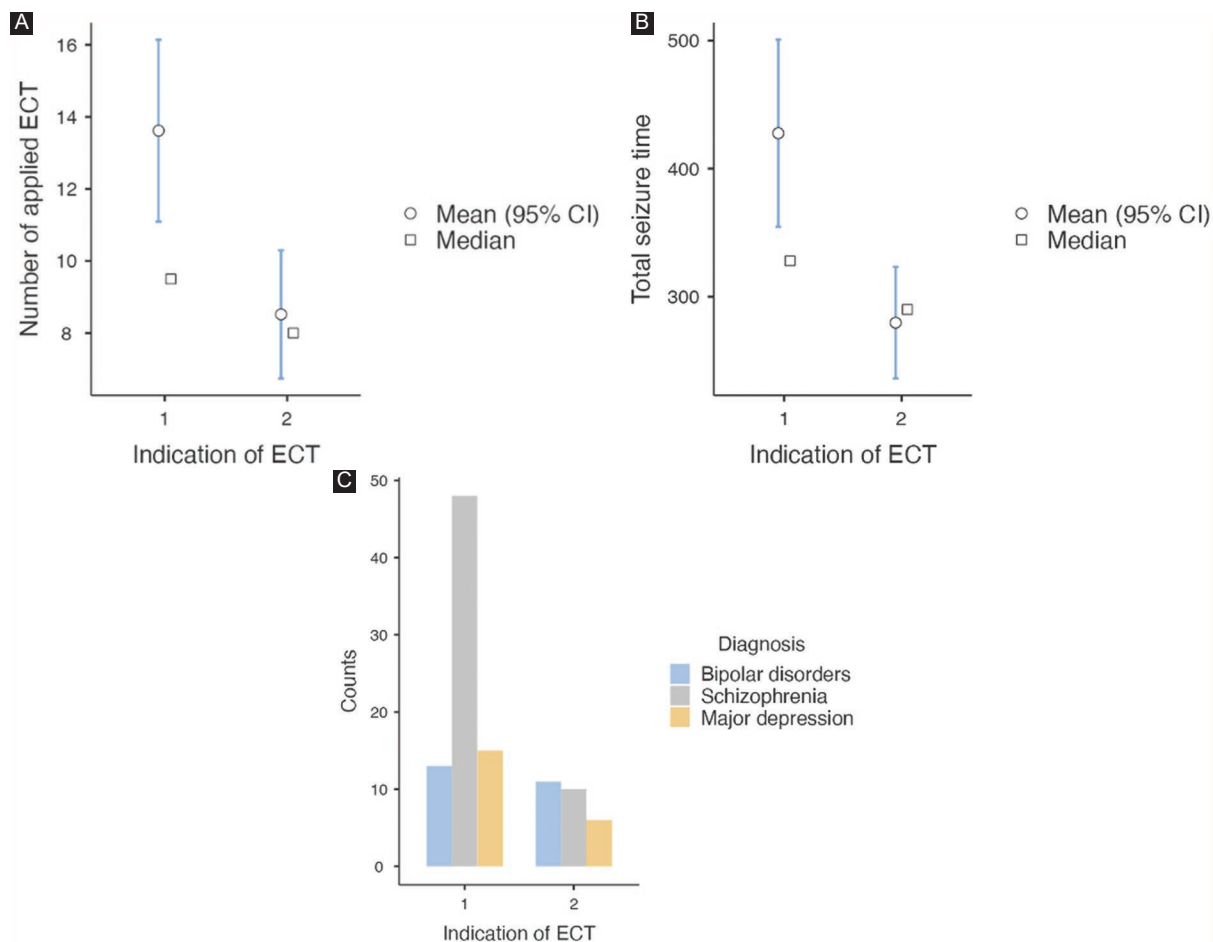 A
Number of applied ECT
16
14
12
10
8
1 2
Indication of ECT
Mean (95% CI)
Median
B
Total seizure time
500
400
300
1 2
Indication of ECT
Mean (95% CI)
Median
C
Counts
50
40
30
20
10
0
1 2
Indication of ECT
Diagnosis
Bipolar disorders
Schizophrenia
Major depression